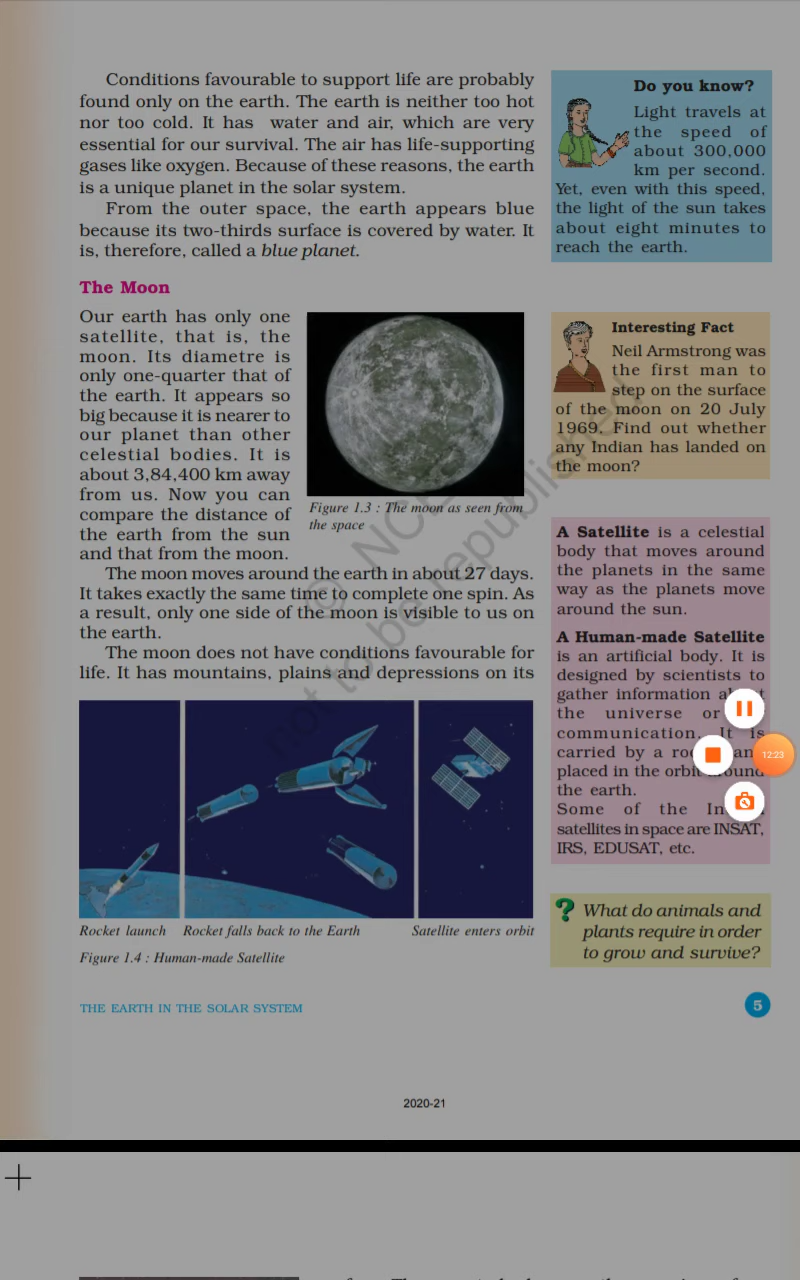 Conditions favourable to support life are probably
found only on the earth. The earth is neither too hot
nor too cold. It has water and air, which are very
essential for our survival. The air has life-supporting
gases like oxygen. Because of these reasons, the earth
is a unique planet in the solar system.
From the outer space, the earth appears blue
because its two-thirds surface is covered by water. It
is, therefore, called a blue planet.
The Moon
Our earth has only one
satellite, that is, the
moon. Its diametre is
only one-quarter that of
the earth. It appears so
big because it is nearer to
our planet than other
celestial bodies. It is
about 3,84,400 km away
from us. Now you can
compare the distance of
the earth from the sun
and that from the moon.
Figure 1.3 : The moon as seen from
the space
The moon moves around the earth in about 27 days.
It takes exactly the same time to complete one spin. As
a result, only one side of the moon is visible to us on
the earth.
The moon does not have conditions favourable for
life. It has mountains, plains and depressions on its
Rocket launch
Rocket falls back to the Earth
Satellite enters orbit
Figure 1.4 : Human-made Satellite
Do you know?
Light travels at
the speed of
about 300,000
km per second.
Yet, even with this speed,
the light of the sun takes
about eight minutes to
reach the earth.
Interesting Fact
Neil Armstrong was
the first man to
step on the surface
of the moon on 20 July
1969. Find out whether
any Indian has landed on
the moon?
A Satellite is a celestial
body that moves around
the planets in the same
way as the planets move
around the sun.
A Human-made Satellite
is an artificial body. It is
designed by scientists to
gather information
the universe or
communication. It is
carried by a
placed in the orbit
the earth.
Some of the
satellites in space are INSAT,
IRS, EDUSAT, etc.
12:23
? What do animals and
plants require in order
to grow and survive?
THE EARTH IN THE SOLAR SYSTEM
5
2020-21
not to be republished